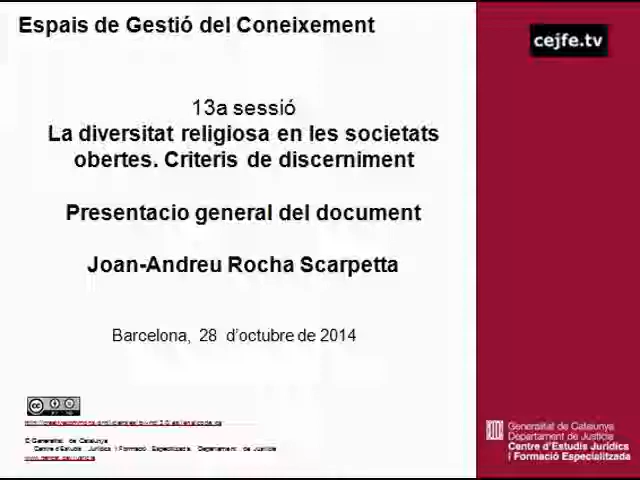 Espais de Gestió del Coneixement
cejfe.tv
13a sessió
La diversitat religiosa en les societats
obertes. Criteris de discerniment
Presentacio general del document
Joan-Andreu Rocha Scarpetta
Barcelona, 28 d'octubre de 2014
cc
© Generalitat de Catalunya
Centre d'Estudis Jurídics i Formació Especialitzada. Departament de Justícia
Generalitat de Catalunya
Departament de Justícia
Centre d'Estudis Jurídics
i Formació Especialitzada